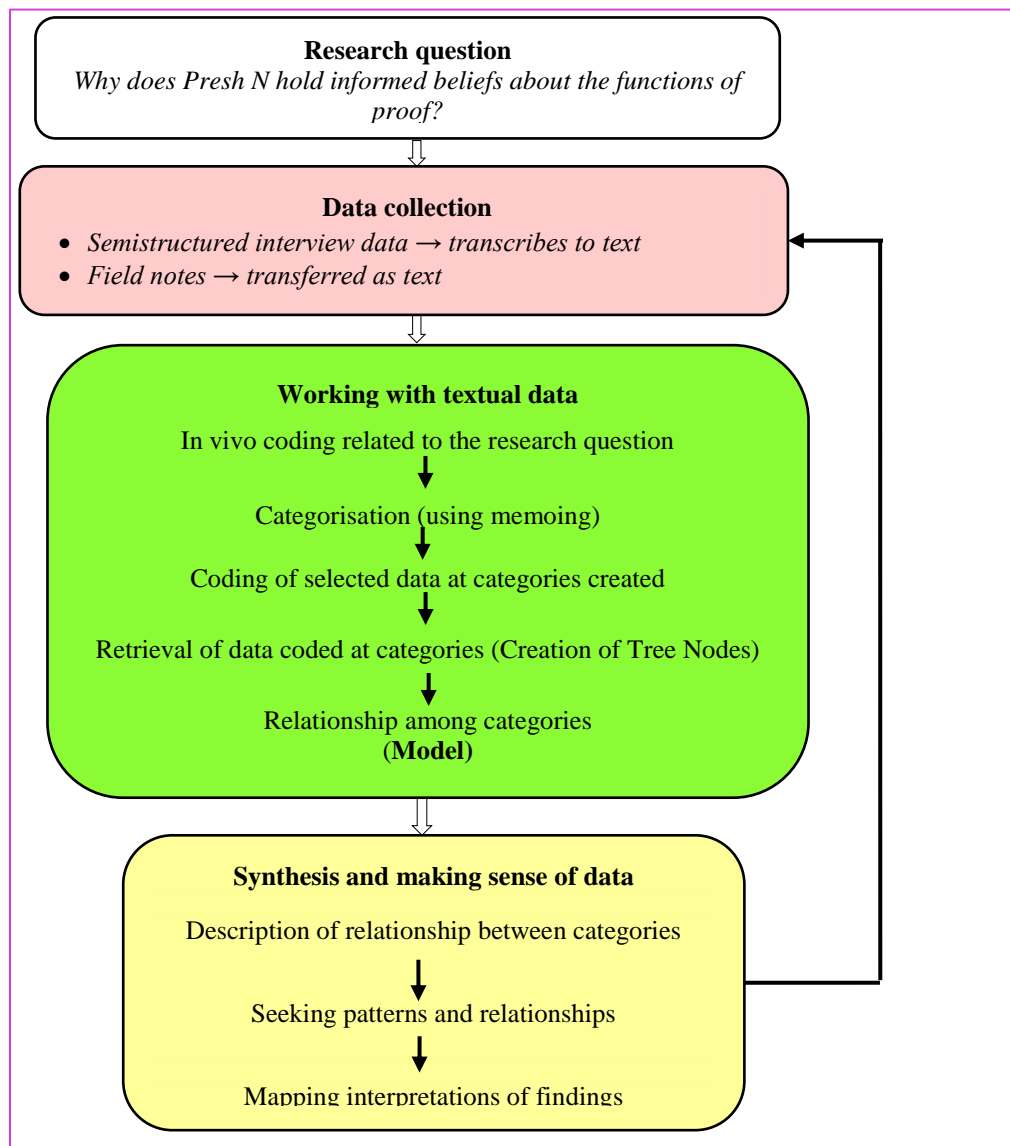 Research question
Why does Presh N hold informed beliefs about the functions of
proof?
Data collection
• Semistructured interview data → transcribes to text
• Field notes → transferred as text
Working with textual data
In vivo coding related to the research question
Categorisation (using memoing)
Coding of selected data at categories created
Retrieval of data coded at categories (Creation of Tree Nodes)
Relationship among categories
(Model)
Synthesis and making sense of data
Description of relationship between categories
Seeking patterns and relationships
Mapping interpretations of findings